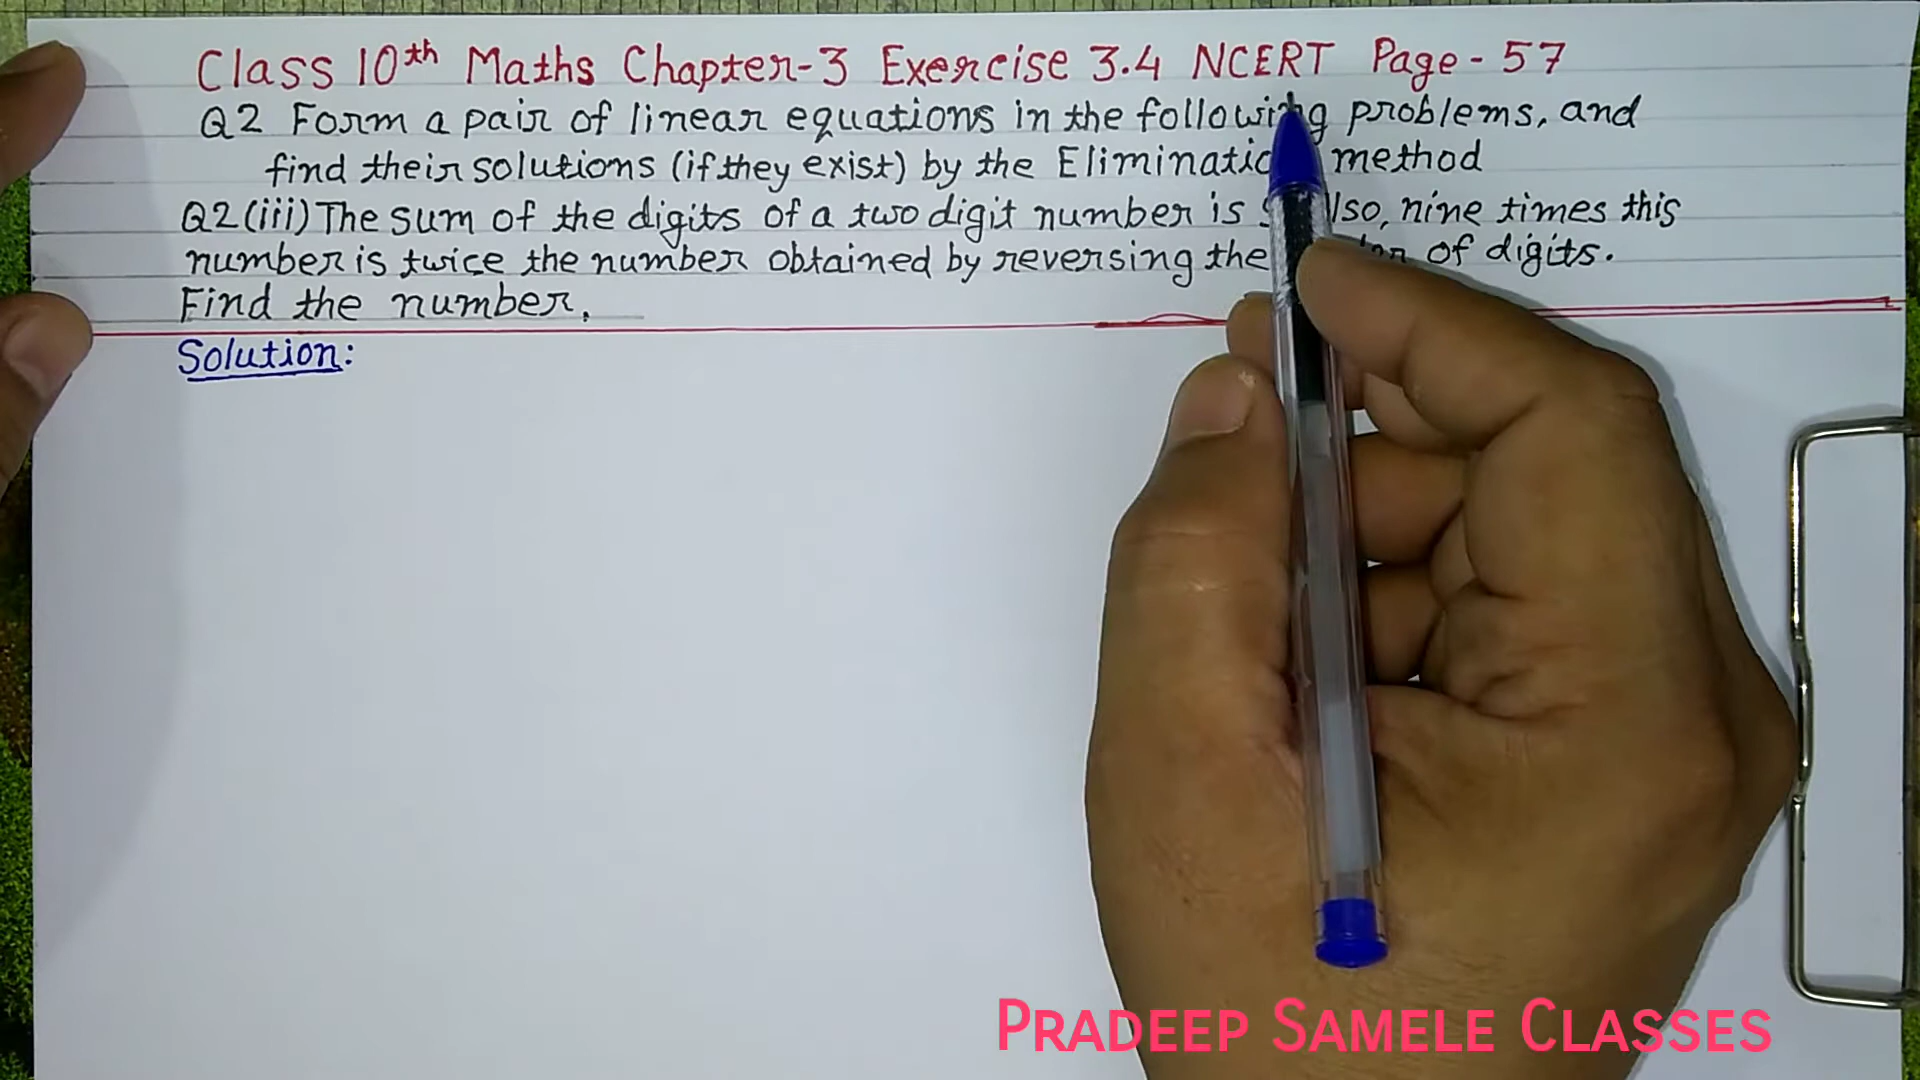 Class 10th Maths Chapter-3 Exercise 3.4 NCERT Page - 57
Q2 Form a pair of linear equations in the following problems, and
find their solutions (if they exist) by the method
Q2(iii) The sum of the digits of a two digit number is nine times this
number is twice the number obtained by reversing the of digits.
Find the number.
Solution:
PRADEEP SAMELE CLASSES